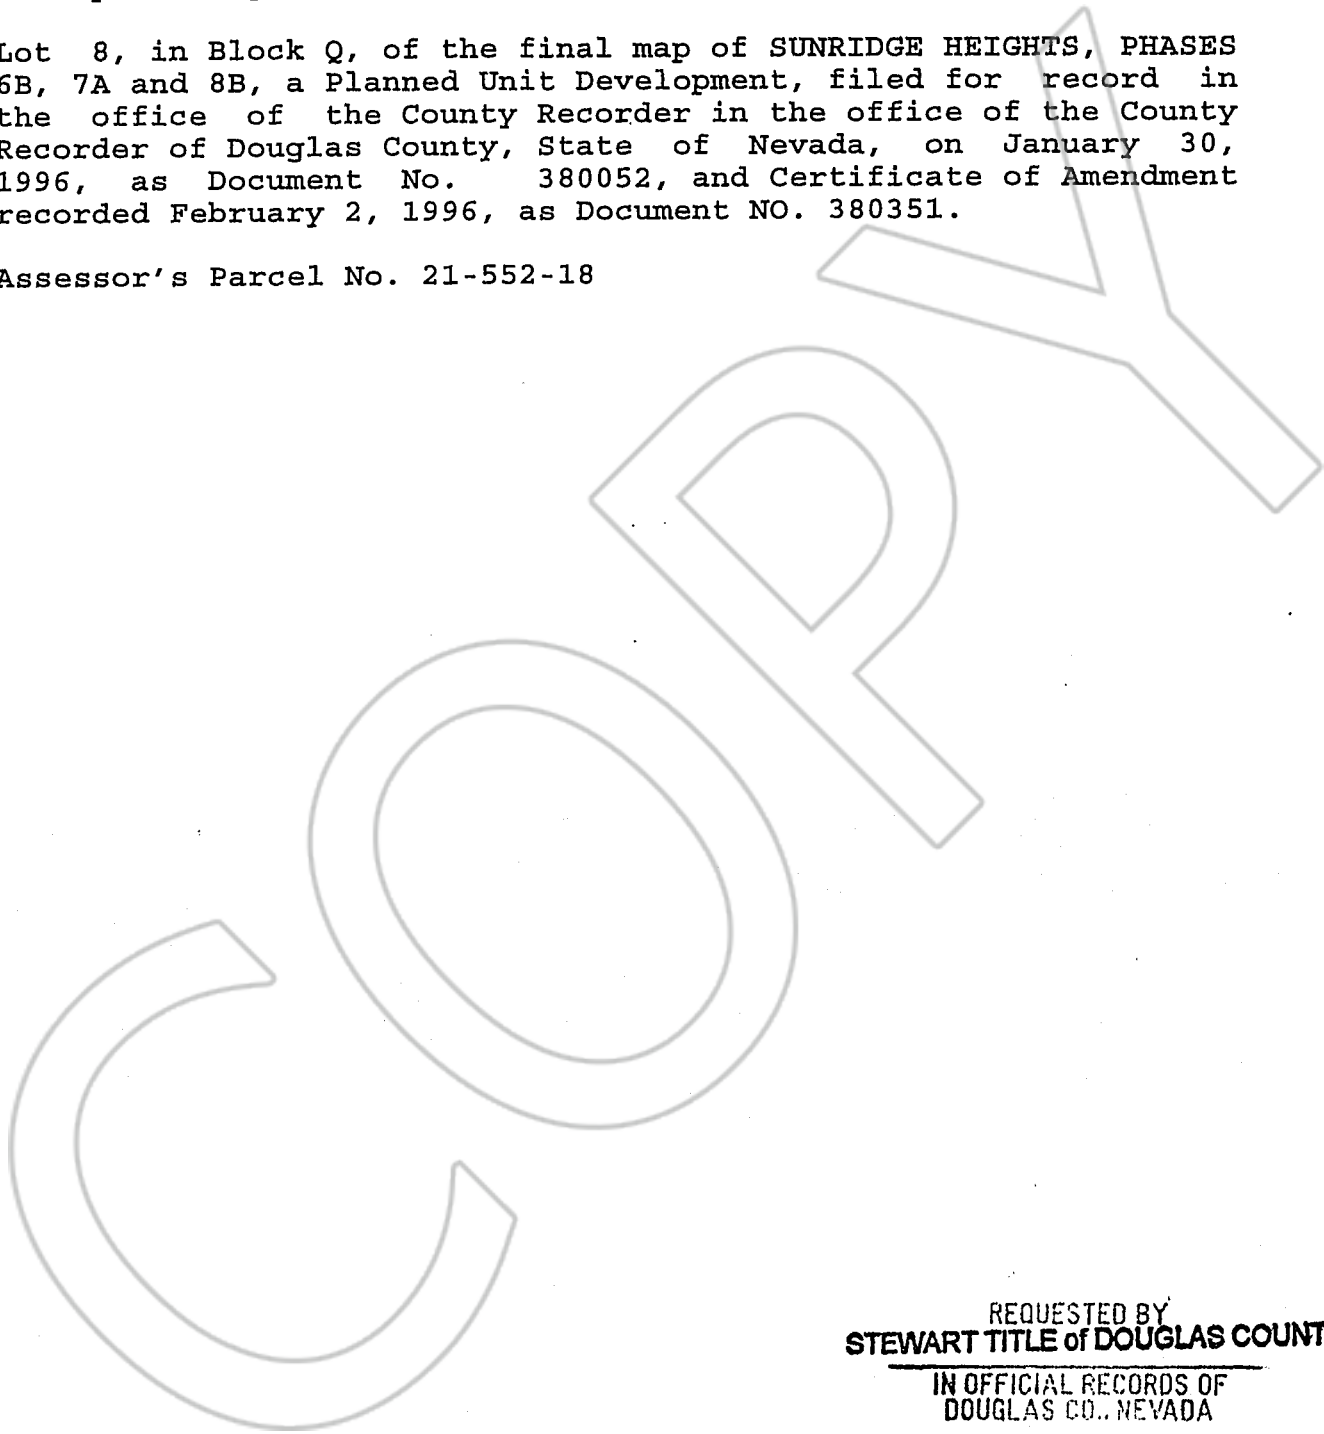 Lot 8, in Block Q, of the final map of SUNRIDGE HEIGHTS, PHASES
6B, 7A and 8B, a Planned Unit Development, filed for record in
the office of the County Recorder in the office of the County
Recorder of Douglas County, State of Nevada, on January 30,
1996, as Document No. 380052, and Certificate of Amendment
recorded February 2, 1996, as Document NO. 380351.
Assessor's Parcel No. 21-552-18
COPY
REQUESTED BY
STEWART TITLE of DOUGLAS COUNT
IN OFFICIAL RECORDS OF
DOUGLAS CO., NEVADA